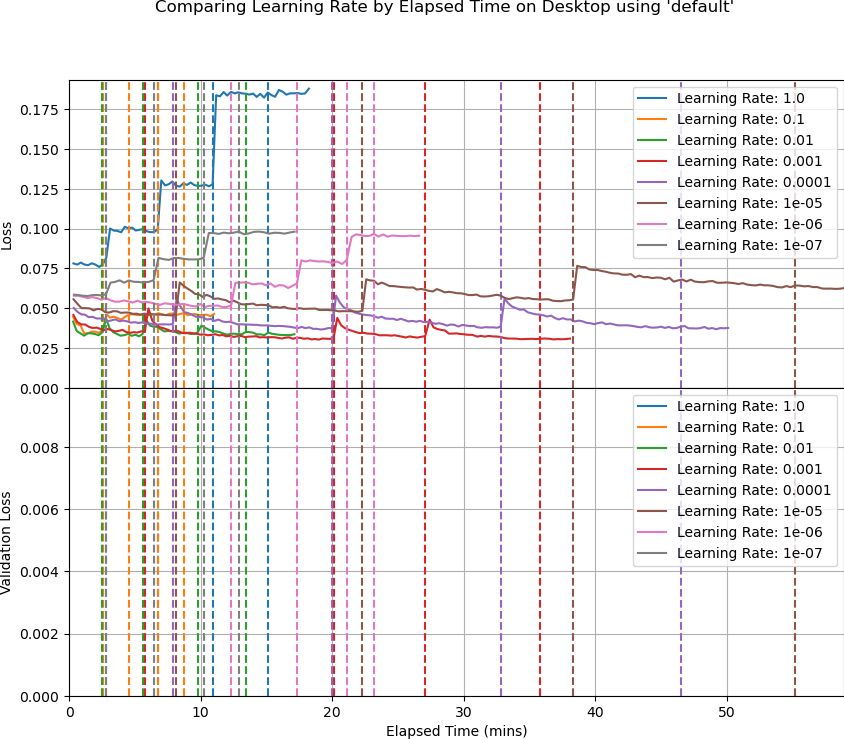 Comparing Learning Rate by Elapsed Time on Desktop using 'default'
Loss
0.175
0.150
0.125
0.100
0.075
0.050
0.025
0.000
Learning Rate: 1.0
Learning Rate: 0.1
Learning Rate: 0.01
Learning Rate: 0.001
Learning Rate: 0.0001
Learning Rate: 1e-05
Learning Rate: 1e-06
Learning Rate: 1e-07
Validation Loss
0.008
0.006
0.004
0.002
0.000
Learning Rate: 1.0
Learning Rate: 0.1
Learning Rate: 0.01
Learning Rate: 0.001
Learning Rate: 0.0001
Learning Rate: 1e-05
Learning Rate: 1e-06
Learning Rate: 1e-07
0 10 20 30 40 50
Elapsed Time (mins)